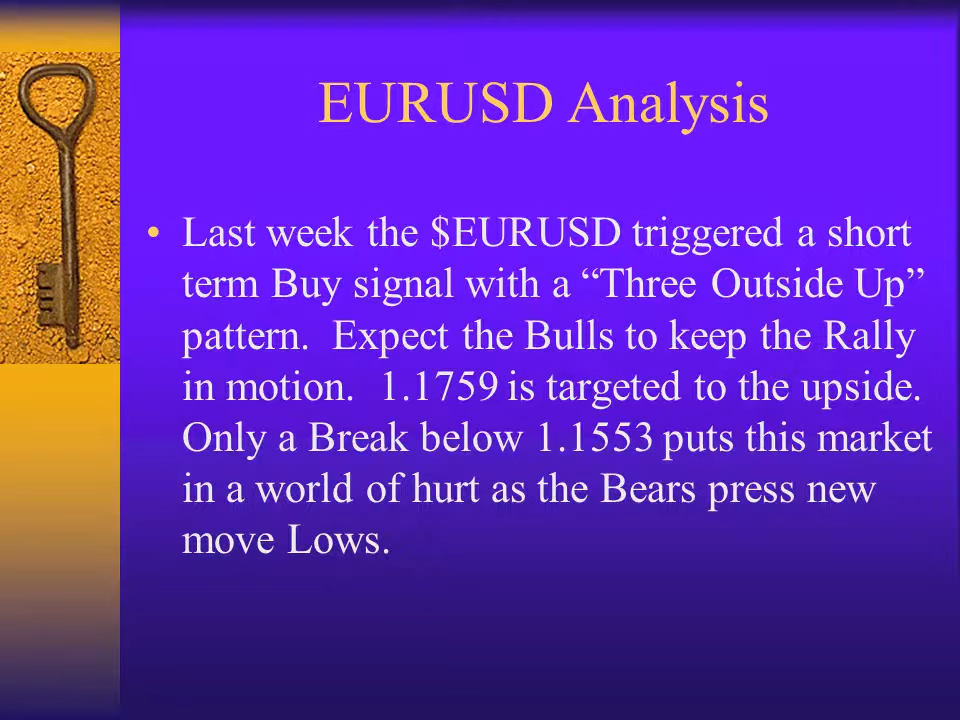 EURUSD Analysis
• Last week the $EURUSD triggered a short
term Buy signal with a “Three Outside Up”
pattern.  Expect the Bulls to keep the Rally
in motion.  1.1759 is targeted to the upside.
Only a Break below 1.1553 puts this market
in a world of hurt as the Bears press new
move Lows.